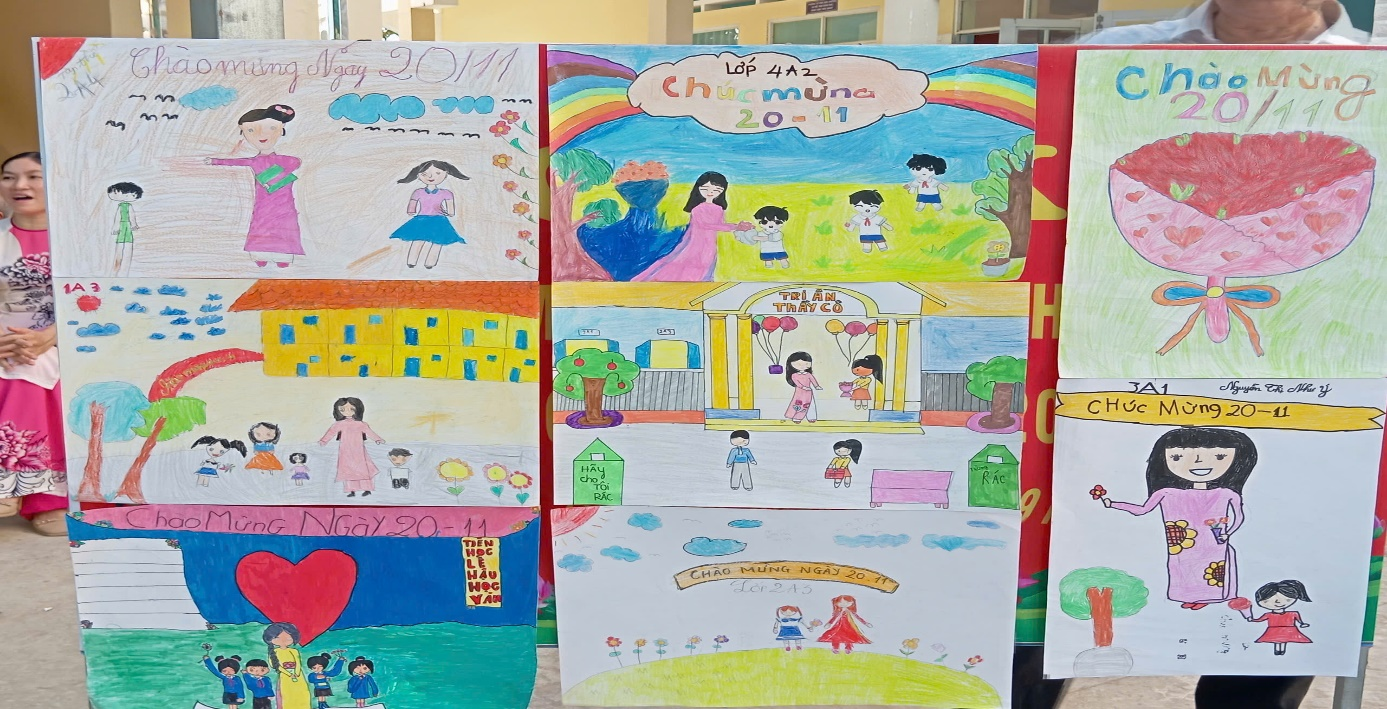 Chào mừng Ngày 20/11
2A4
Lớp 4A2
Chúc mừng
20-11
Chào Mừng
20/11
1A3
TRI ÂN
THẦY CÔ
HÃY
cho
TÔI
RÁC
RÁC
3A1
Nguyễn Thị Như Ý
CHÚC MỪNG 20-11
Chào Mừng NGÀY 20-11
TIÊN
HỌC
LỄ
HẬU
HỌC
VĂN
CHÀO MỪNG NGÀY 20-11
Lớp 2A3